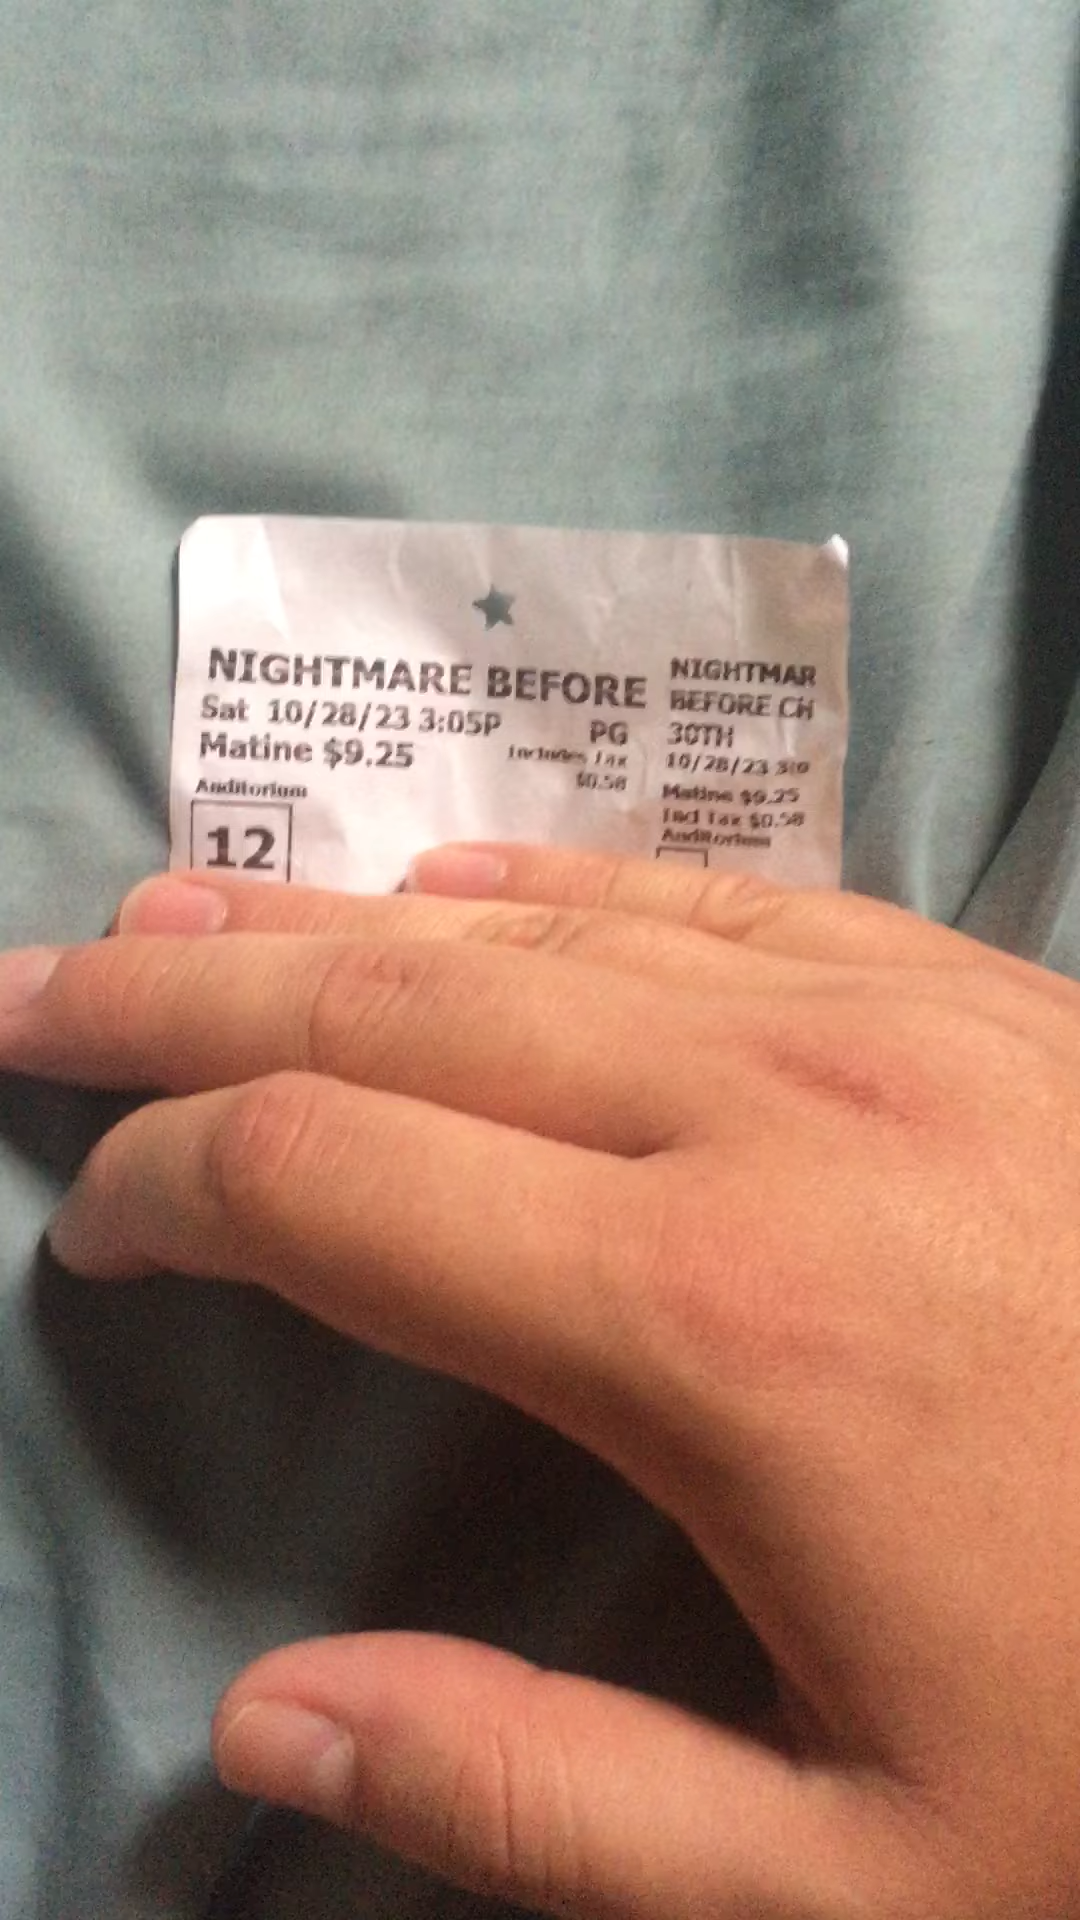 NIGHTMARE BEFORE
Sat 10/28/23 3:05P
PG
Matine $9.25
Includes Tax
$0.58
Auditorium
12
NIGHTMAR
BEFORE CH
30TH
10/28/23
Matine $9.25
Incl Tax $0.58
Auditorium